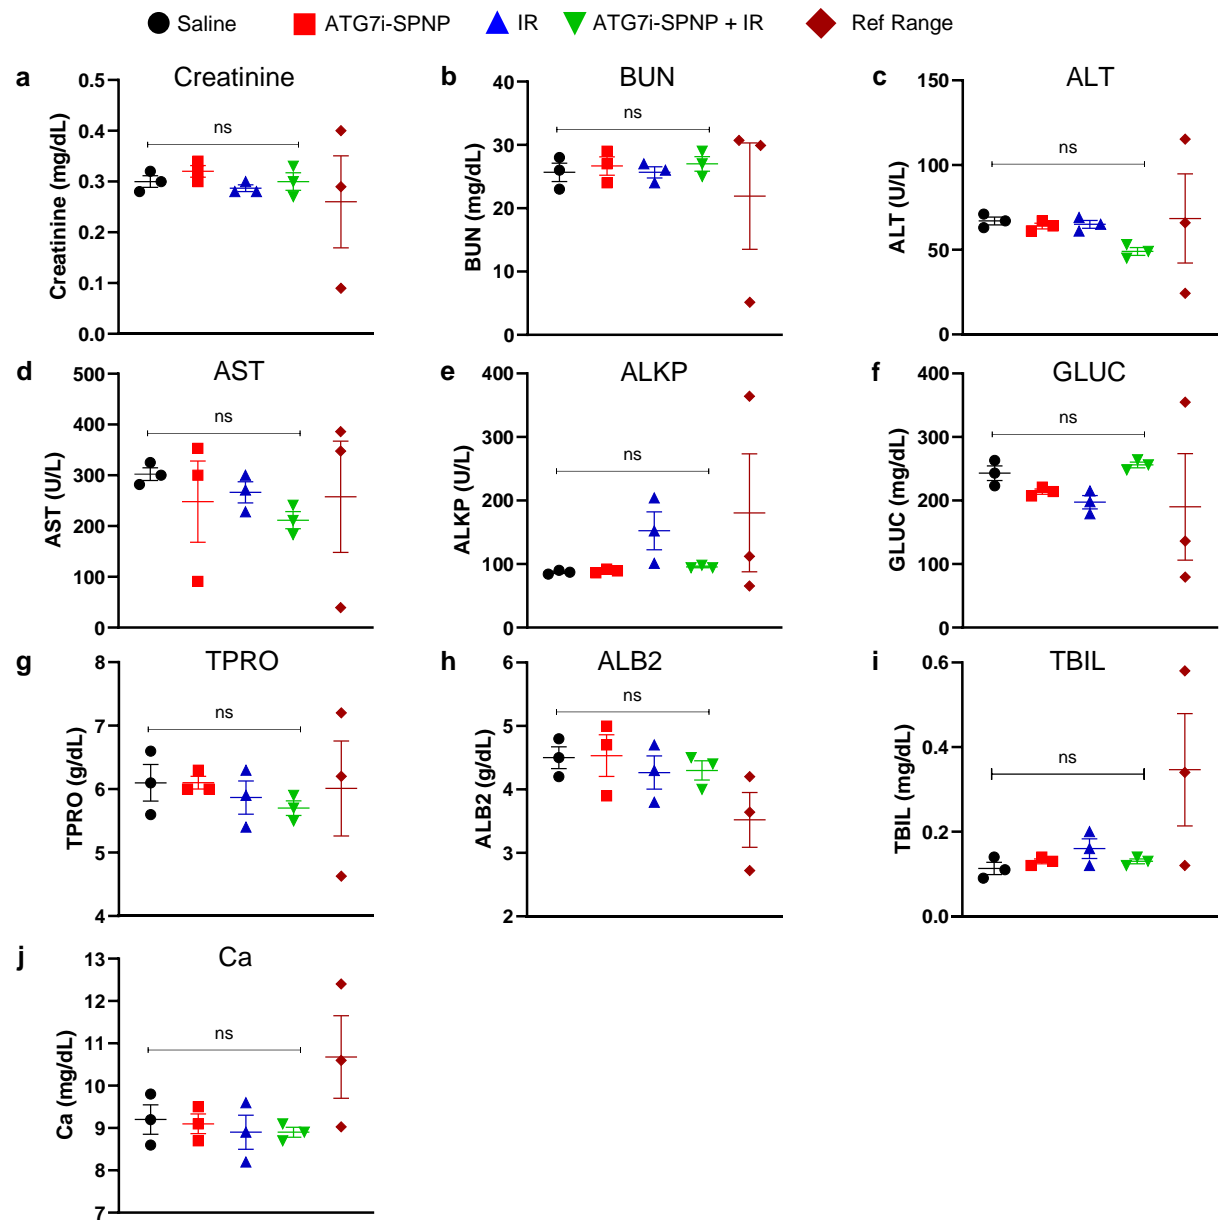 Saline ATG7i-SPNP IR ATG7i-SPNP + IR Ref Range
a Creatinine
Creatinine (mg/dL)
0.5
0.4
0.3
0.2
0.1
0.0
ns
b BUN
BUN (mg/dL)
40
30
20
10
0
ns
c ALT
ALT (U/L)
150
100
50
0
ns
d AST
AST (U/L)
500
400
300
200
100
0
ns
e ALKP
ALKP (U/L)
400
300
200
100
0
ns
f GLUC
GLUC (mg/dL)
400
300
200
100
0
ns
g TPRO
TPRO (g/dL)
8
7
6
5
4
ns
h ALB2
ALB2 (g/dL)
6
5
4
3
2
ns
i TBIL
TBIL (mg/dL)
0.6
0.4
0.2
0.0
ns
j Ca
Ca (mg/dL)
13
12
11
10
9
8
7
ns